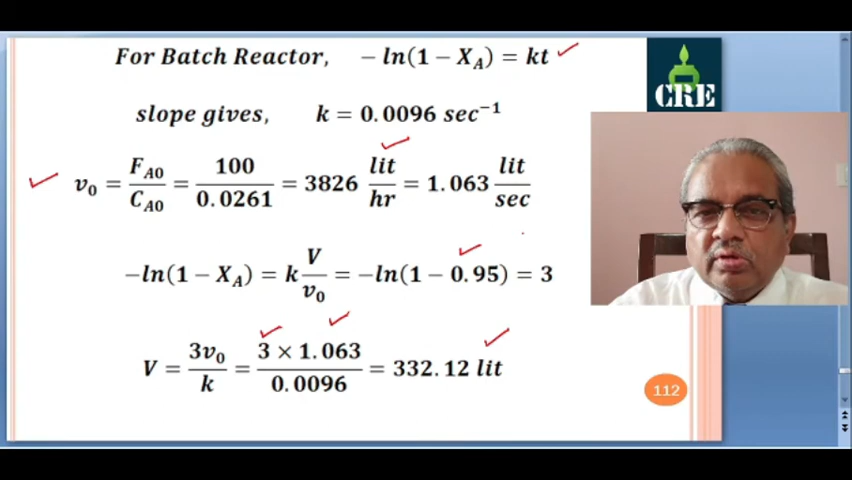 For Batch Reactor, − ln(1 − X_A) = kt
CRE
slope gives, k = 0.0096 sec⁻¹
v₀ = F_A0 / C_A0 = 100 / 0.0261 = 3826 lit / hr = 1.063 lit / sec
−ln(1 − X_A) = k V / v₀ = −ln(1 − 0.95) = 3
V = 3v₀ / k = 3 × 1.063 / 0.0096 = 332.12 lit
112